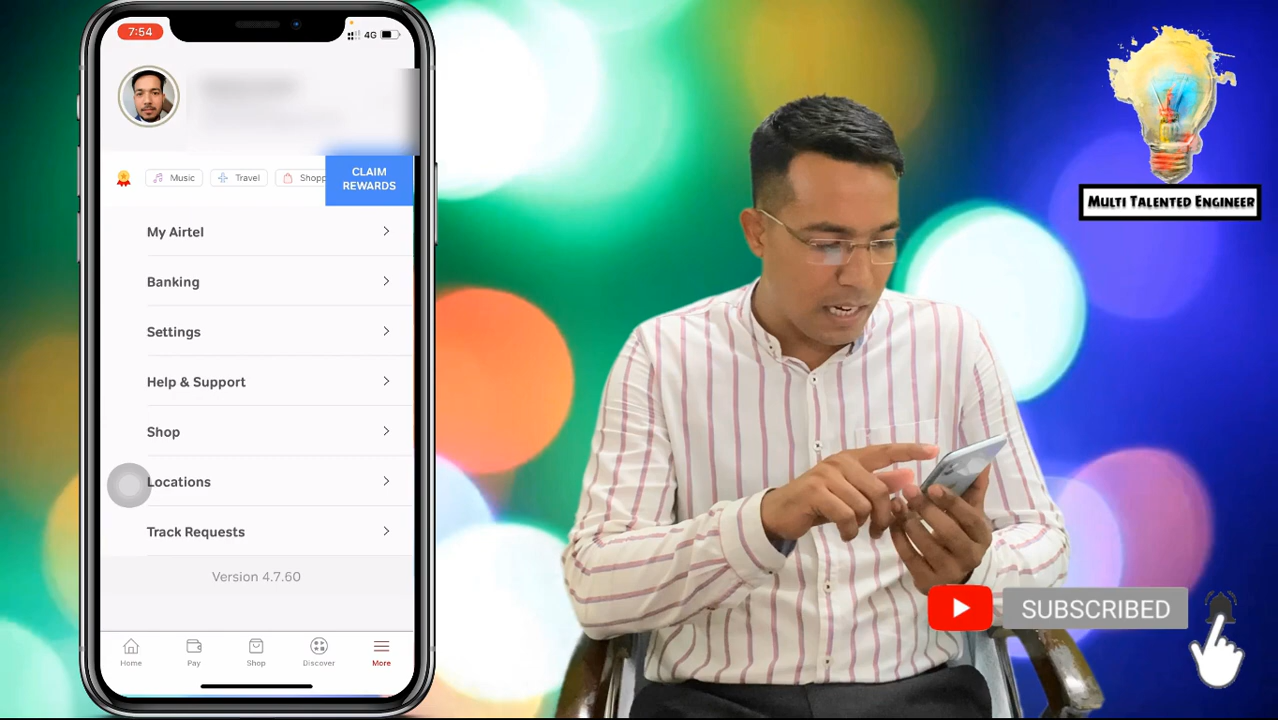 7:54
4G
Music
Travel
Shopp
CLAIM
REWARDS
My Airtel
Banking
Settings
Help & Support
Shop
Locations
Track Requests
Version 4.7.60
Home
Pay
Shop
Discover
More
MULTI TALENTED ENGINEER
SUBSCRIBED